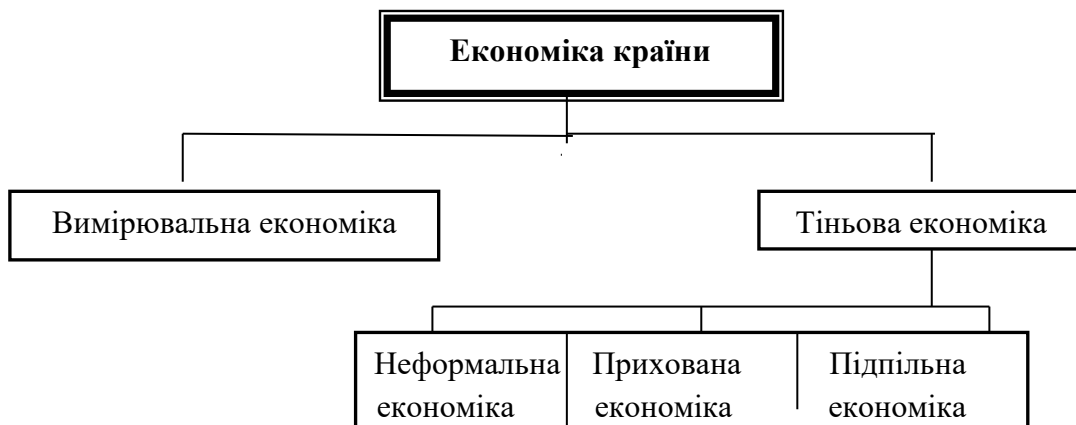 Економіка країни
Вимірювальна економіка
Тіньова економіка
Неформальна економіка
Прихована економіка
Підпільна економіка